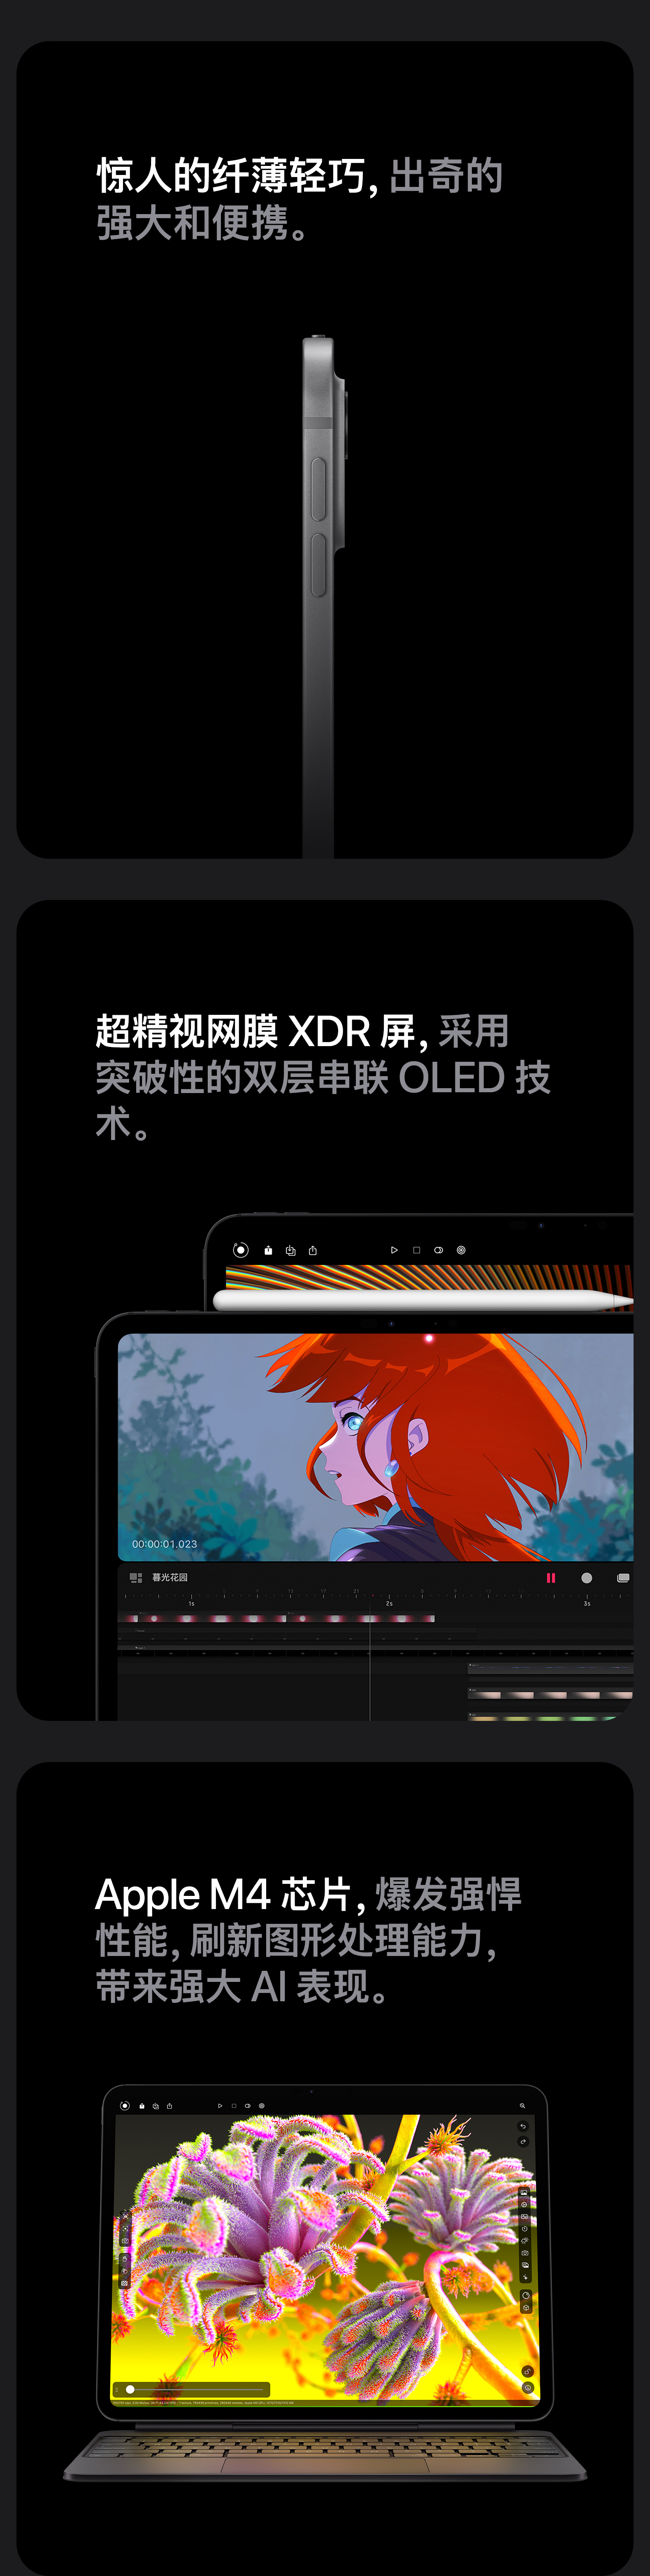 惊人的纤薄轻巧，出奇的
强大和便携。
超精视网膜 XDR 屏，采用
突破性的双层串联 OLED 技
术。
00:00:01.023
暮光花园
1s 2s 3s
Apple M4 芯片，爆发强悍
性能，刷新图形处理能力，
带来强大 AI 表现。